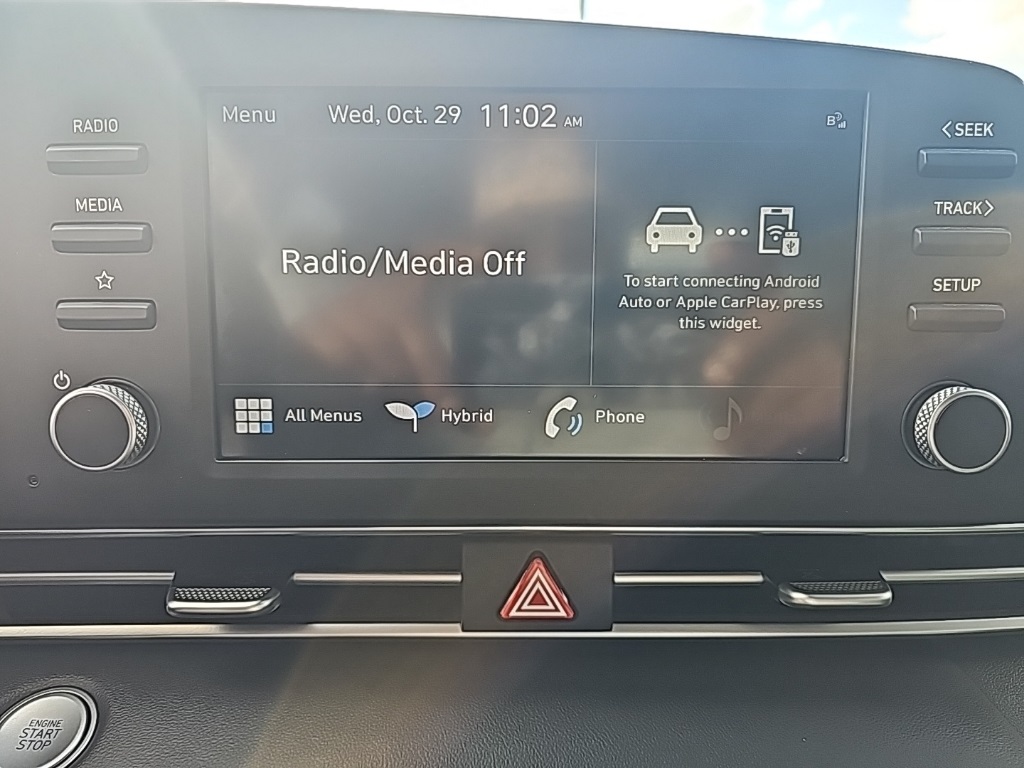 Menu Wed, Oct. 29 11:02 AM
RADIO
MEDIA
<SEEK
TRACK>
SETUP
Radio/Media Off
To start connecting Android
Auto or Apple CarPlay, press
this widget.
All Menus Hybrid Phone
ENGINE
START
STOP